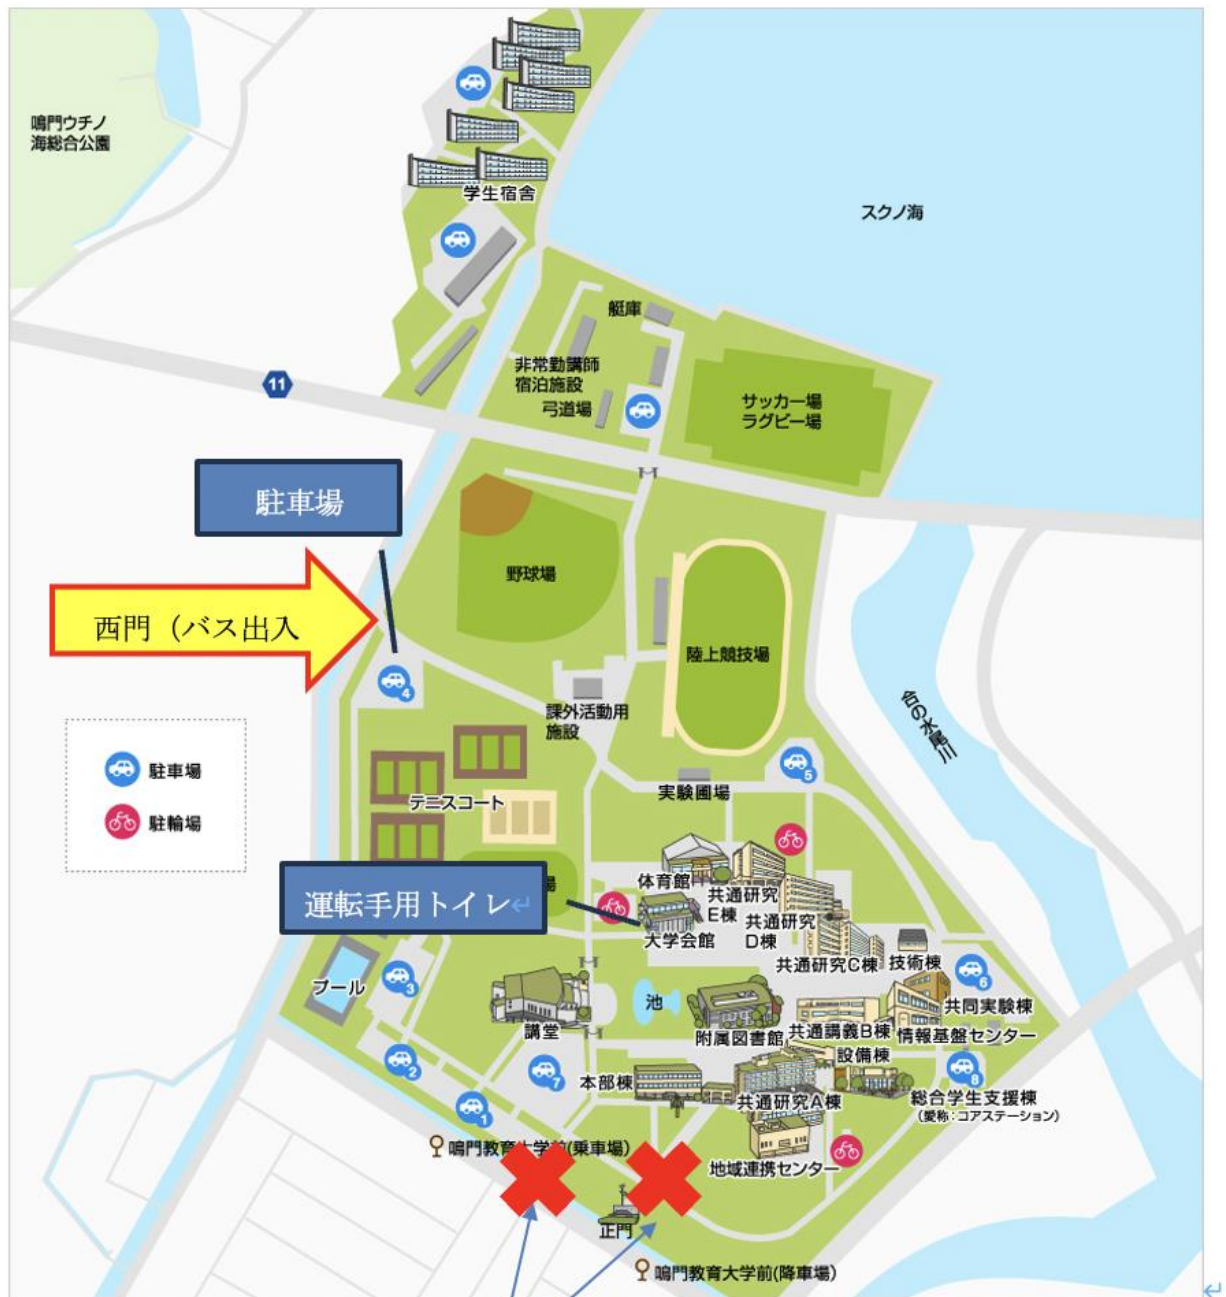 鳴門ウチノ
海総合公園
学生宿舎
スクノ海
艇庫
非常勤講師
宿泊施設
弓道場
サッカー場
ラグビー場
11
駐車場
野球場
西門（バス出入
陸上競技場
4
課外活動用
施設
合の水尾川
駐車場
駐輪場
5
実験圃場
テニスコート
体育館
共通研究
E棟
共通研究
D棟
場
運転手用トイレ↵
大学会館
共通研究C棟
技術棟
プール
3
6
共同実験棟
講堂
池
附属図書館
共通講義B棟
情報基盤センター
設備棟
2
7
本部棟
8
総合学生支援棟
(愛称：コアステーション)
共通研究A棟
1
鳴門教育大学前(乗車場)
地域連携センター
正門
鳴門教育大学前(降車場)
↵